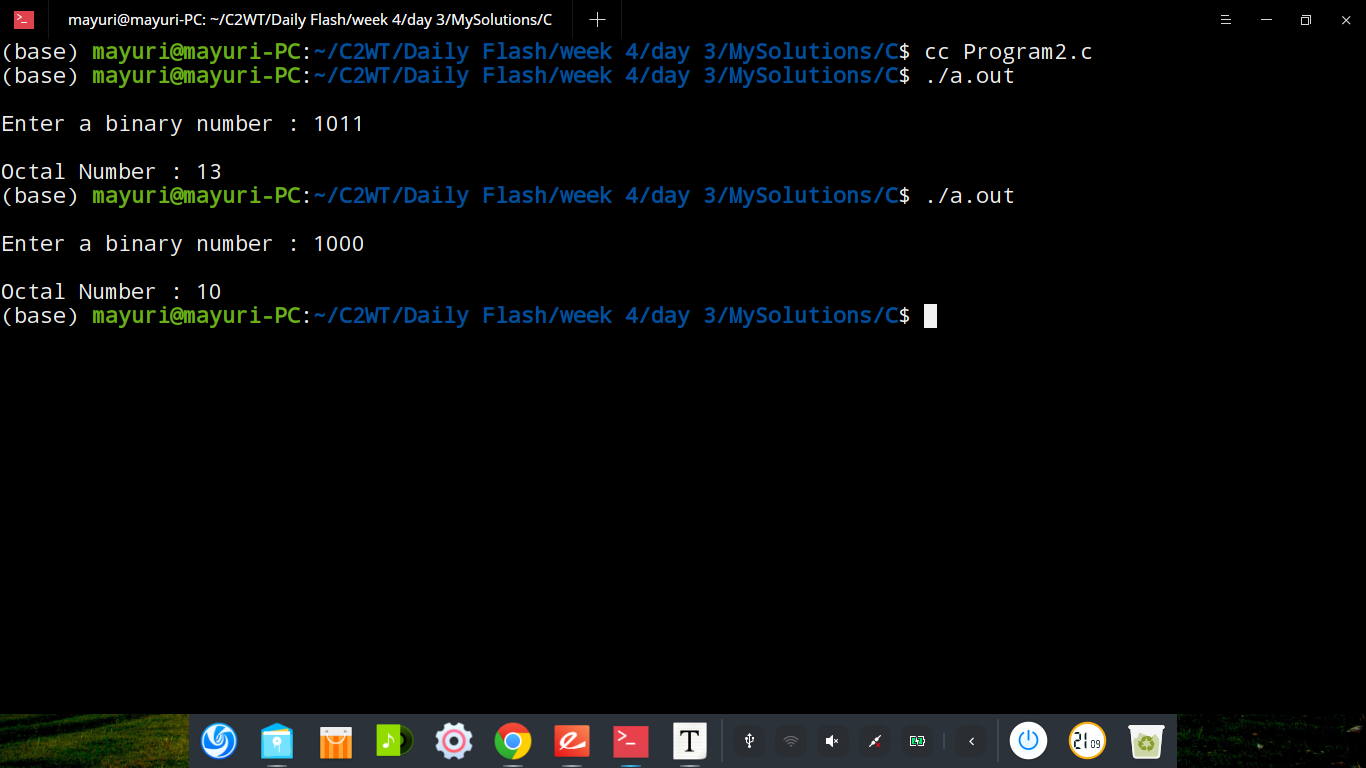 mayuri@mayuri-PC: ~/C2WT/Daily Flash/week 4/day 3/MySolutions/C
(base) mayuri@mayuri-PC:~/C2WT/Daily Flash/week 4/day 3/MySolutions/C$ cc Program2.c
(base) mayuri@mayuri-PC:~/C2WT/Daily Flash/week 4/day 3/MySolutions/C$ ./a.out
Enter a binary number : 1011
Octal Number : 13
(base) mayuri@mayuri-PC:~/C2WT/Daily Flash/week 4/day 3/MySolutions/C$ ./a.out
Enter a binary number : 1000
Octal Number : 10
(base) mayuri@mayuri-PC:~/C2WT/Daily Flash/week 4/day 3/MySolutions/C$
T
21 09